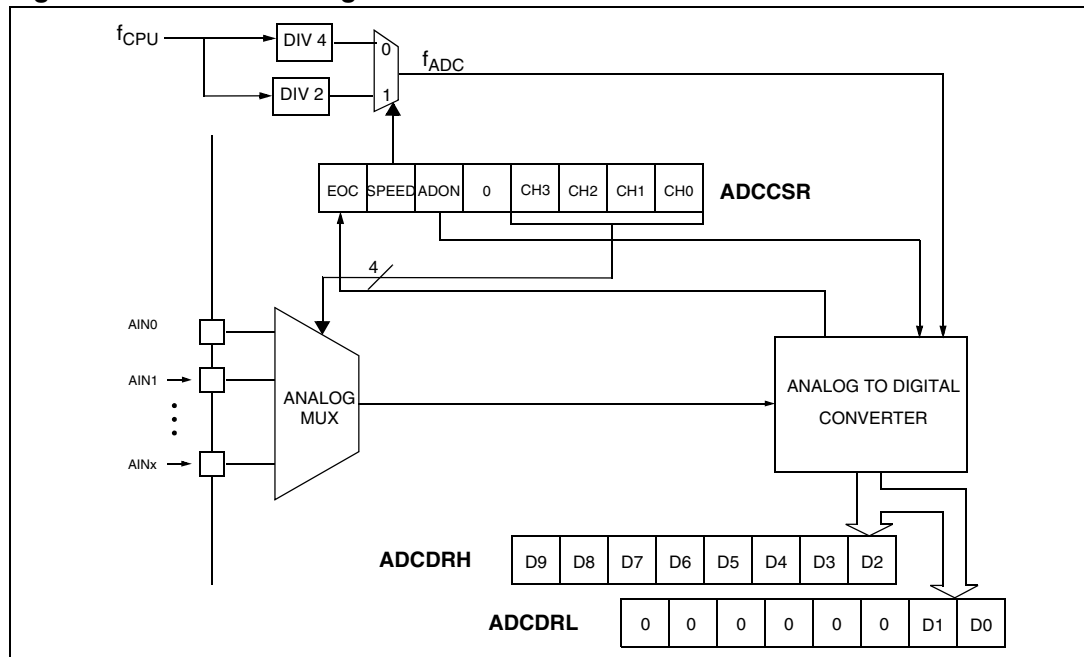 fCPU
DIV 4
0
fADC
DIV 2
1
EOC SPEED ADON 0 CH3 CH2 CH1 CH0 ADCCSR
4
AIN0
AIN1
ANALOG
MUX
AINx
ANALOG TO DIGITAL
CONVERTER
ADCDRH D9 D8 D7 D6 D5 D4 D3 D2
ADCDRL 0 0 0 0 0 0 D1 D0